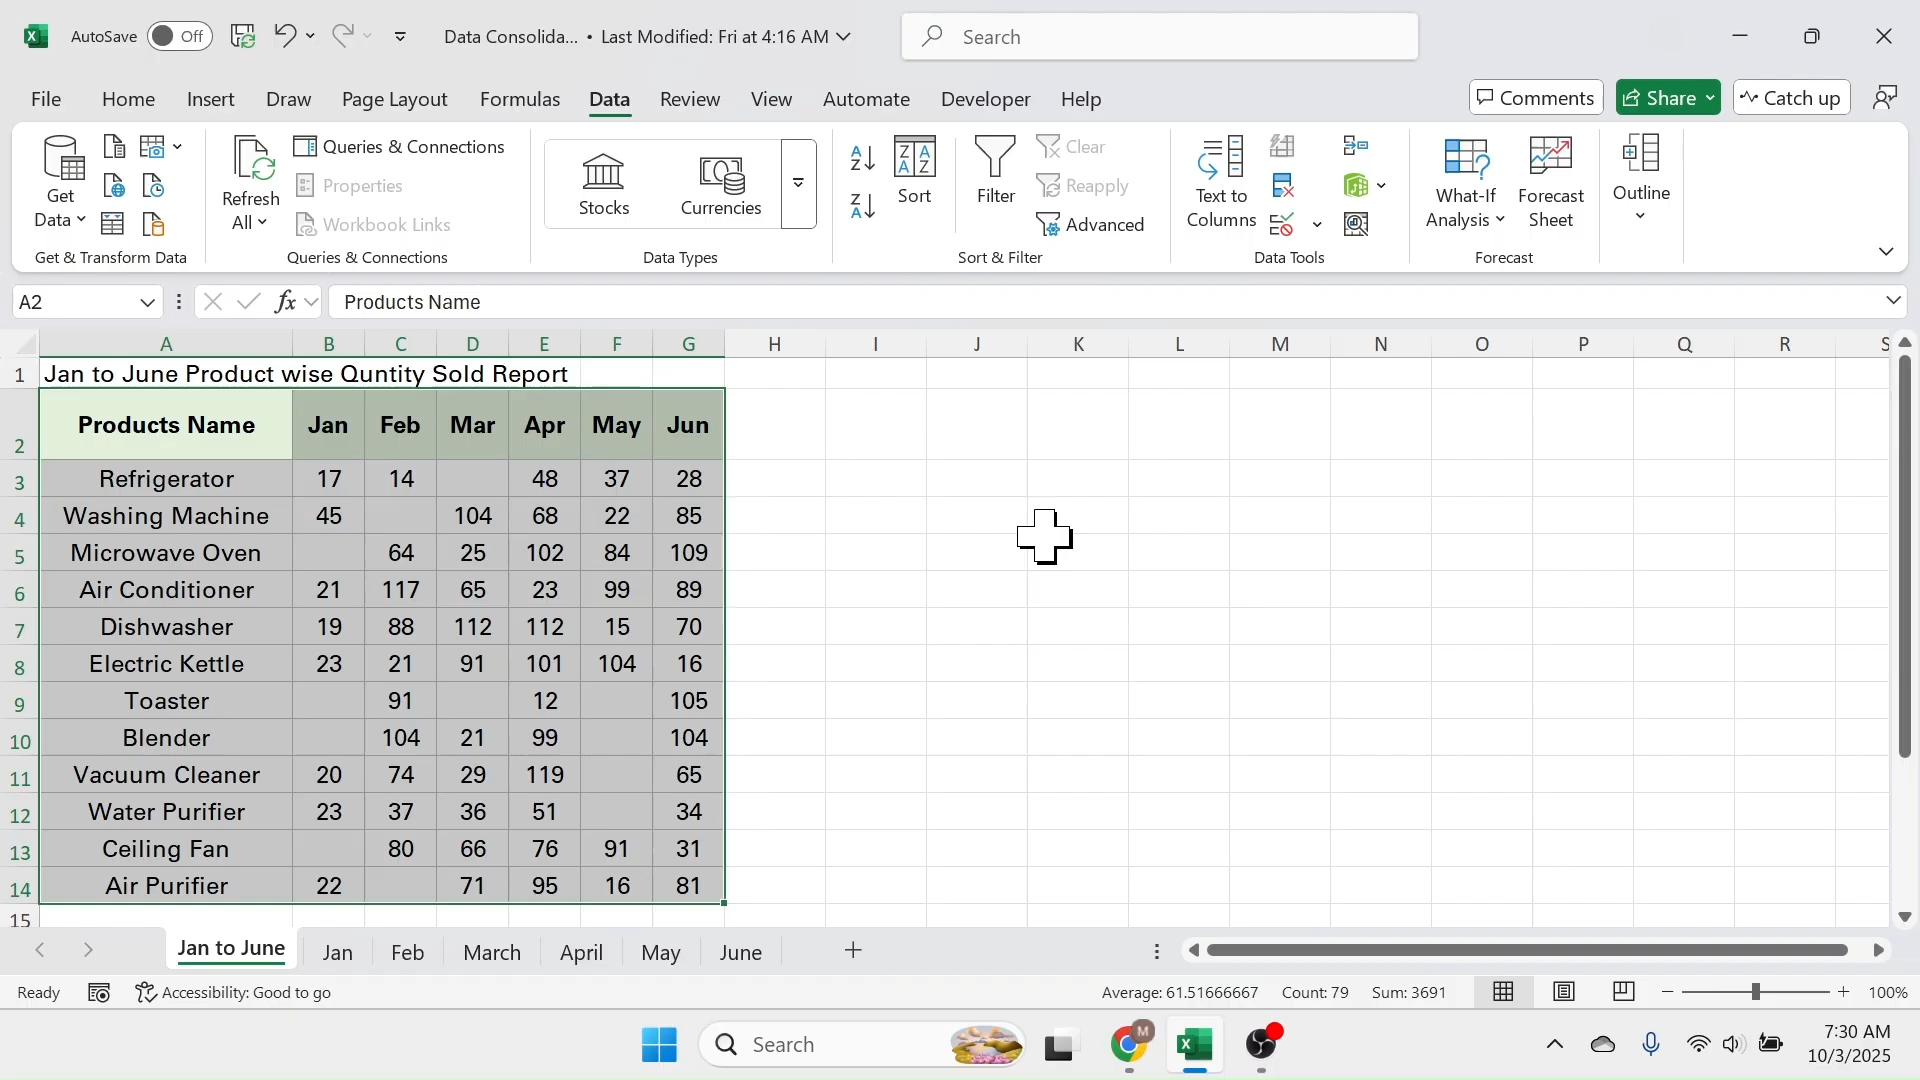 AutoSave Off Data Consolida... • Last Modified: Fri at 4:16 AM Search
File Home Insert Draw Page Layout Formulas Data Review View Automate Developer Help Comments Share Catch up
Get Data
Refresh All
Queries & Connections
Properties
Workbook Links
Stocks
Currencies
Sort
Filter
Clear
Reapply
Advanced
Text to Columns
What-If Analysis
Forecast Sheet
Outline
Get & Transform Data Queries & Connections Data Types Sort & Filter Data Tools Forecast
A2 fx Products Name
A B C D E F G H I J K L M N O P Q R S
1 Jan to June Product wise Quntity Sold Report
2 Products Name Jan Feb Mar Apr May Jun
3 Refrigerator 17 14 48 37 28
4 Washing Machine 45 104 68 22 85
5 Microwave Oven 64 25 102 84 109
6 Air Conditioner 21 117 65 23 99 89
7 Dishwasher 19 88 112 112 15 70
8 Electric Kettle 23 21 91 101 104 16
9 Toaster 91 12 105
10 Blender 104 21 99 104
11 Vacuum Cleaner 20 74 29 119 65
12 Water Purifier 23 37 36 51 34
13 Ceiling Fan 80 66 76 91 31
14 Air Purifier 22 71 95 16 81
15
Jan to June Jan Feb March April May June
Ready Accessibility: Good to go Average: 61.51666667 Count: 79 Sum: 3691 100%
Search M 7:30 AM
10/3/2025